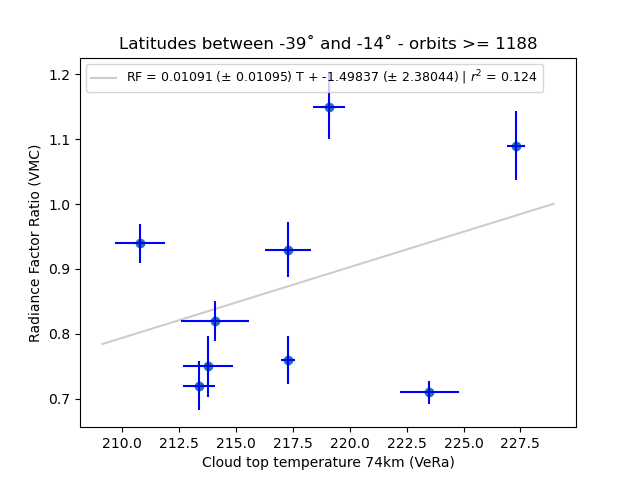 Latitudes between -39˚ and -14˚ - orbits >= 1188
RF = 0.01091 (± 0.01095) T + -1.49837 (± 2.38044) | r² = 0.124
Radiance Factor Ratio (VMC)
1.2
1.1
1.0
0.9
0.8
0.7
210.0 212.5 215.0 217.5 220.0 222.5 225.0 227.5
Cloud top temperature 74km (VeRa)